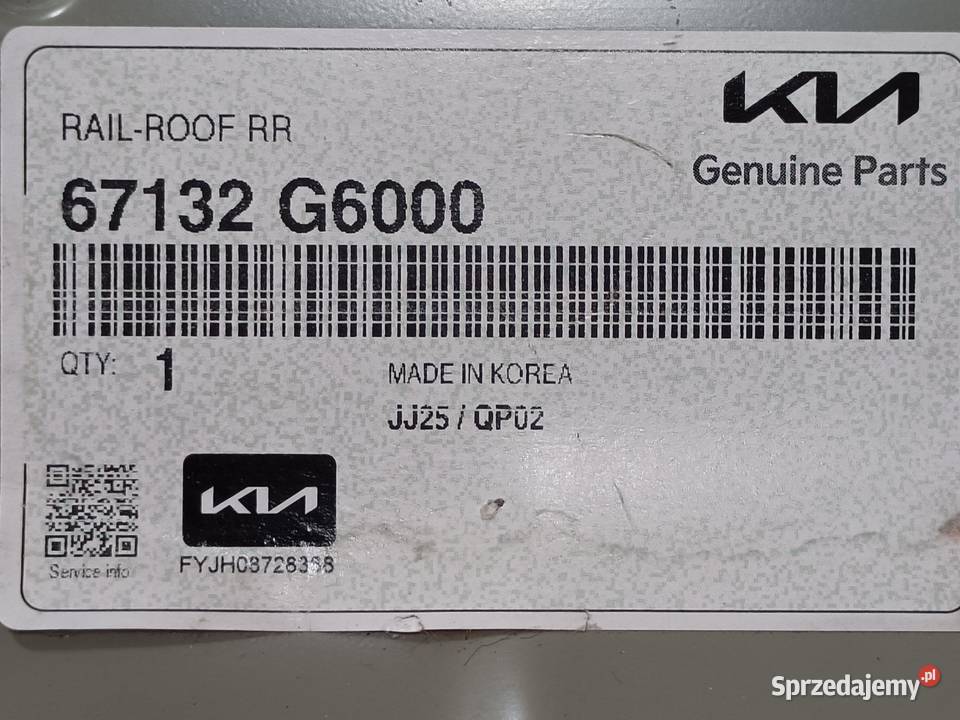 KIA
Genuine Parts
RAIL-ROOF RR
67132 G6000
QTY: 1
MADE IN KOREA
JJ25 / QP02
KIA
Service info
Sprzedajemy.pl